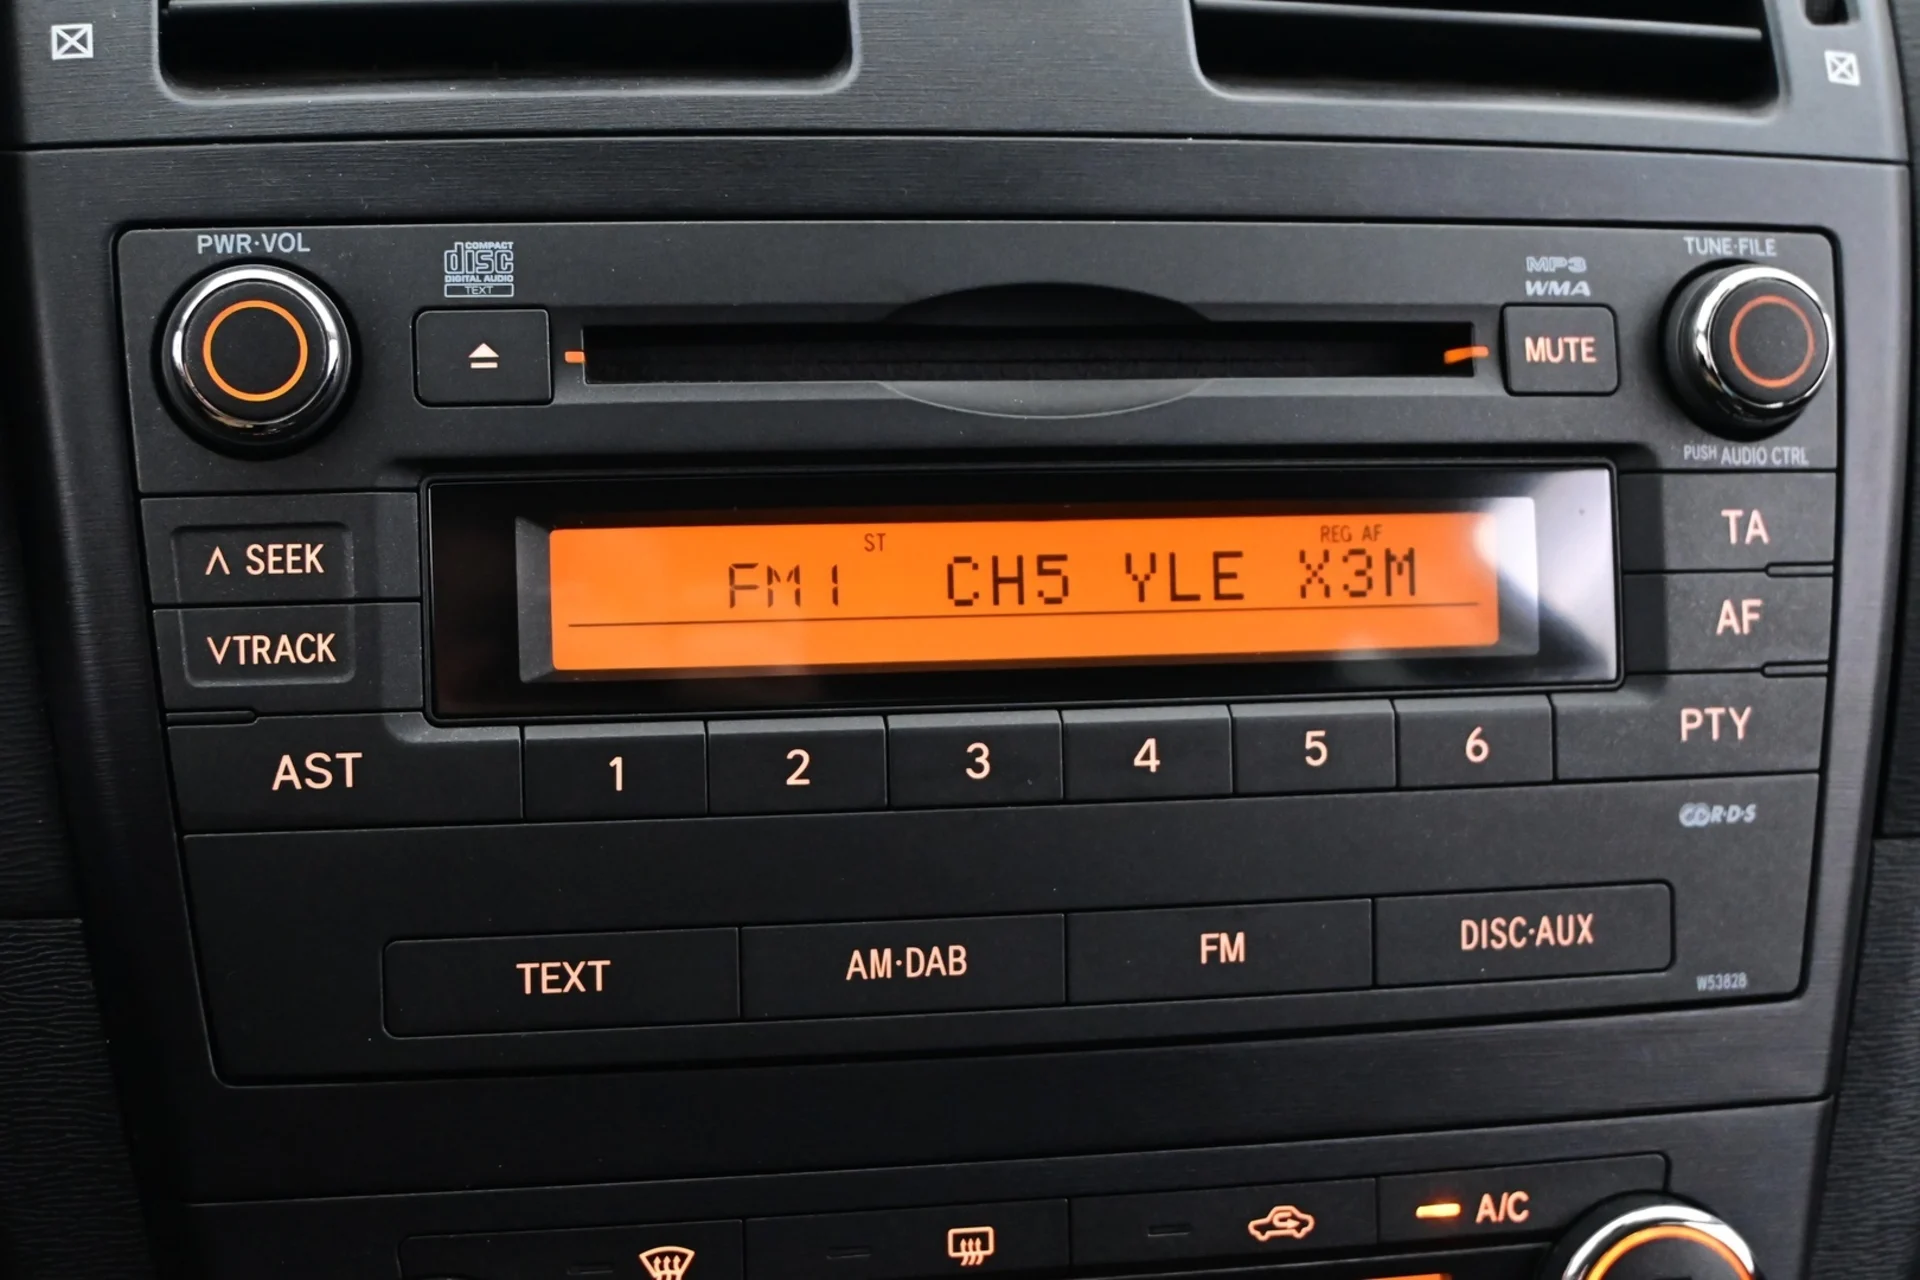 PWR·VOL
COMPACT
disc
DIGITAL AUDIO
TEXT
MP3
WMA
TUNE·FILE
MUTE
PUSH AUDIO CTRL
ST
REG AF
FM1 CH5 YLE X3M
∧ SEEK
∨TRACK
TA
AF
PTY
AST
1
2
3
4
5
6
R·D·S
TEXT
AM·DAB
FM
DISC·AUX
W53828
A/C